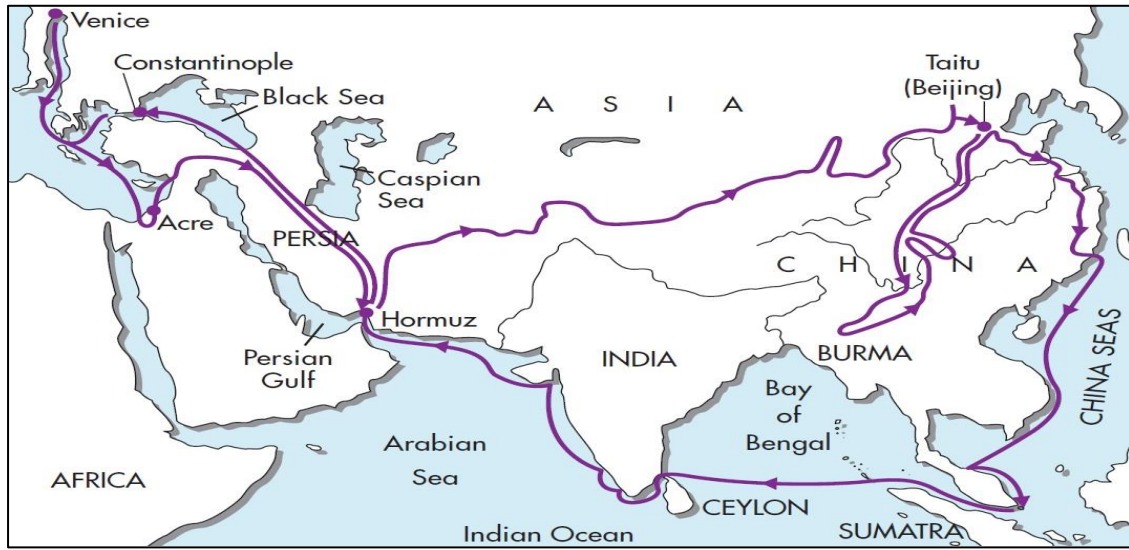 Venice
Constantinople
Black Sea
Caspian
Sea
Acre
PERSIA
Hormuz
Persian
Gulf
Arabian
Sea
AFRICA
Indian Ocean
A S I A
Taitu
(Beijing)
C H I N A
INDIA
BURMA
Bay
of
Bengal
CEYLON
SUMATRA
CHINA SEAS